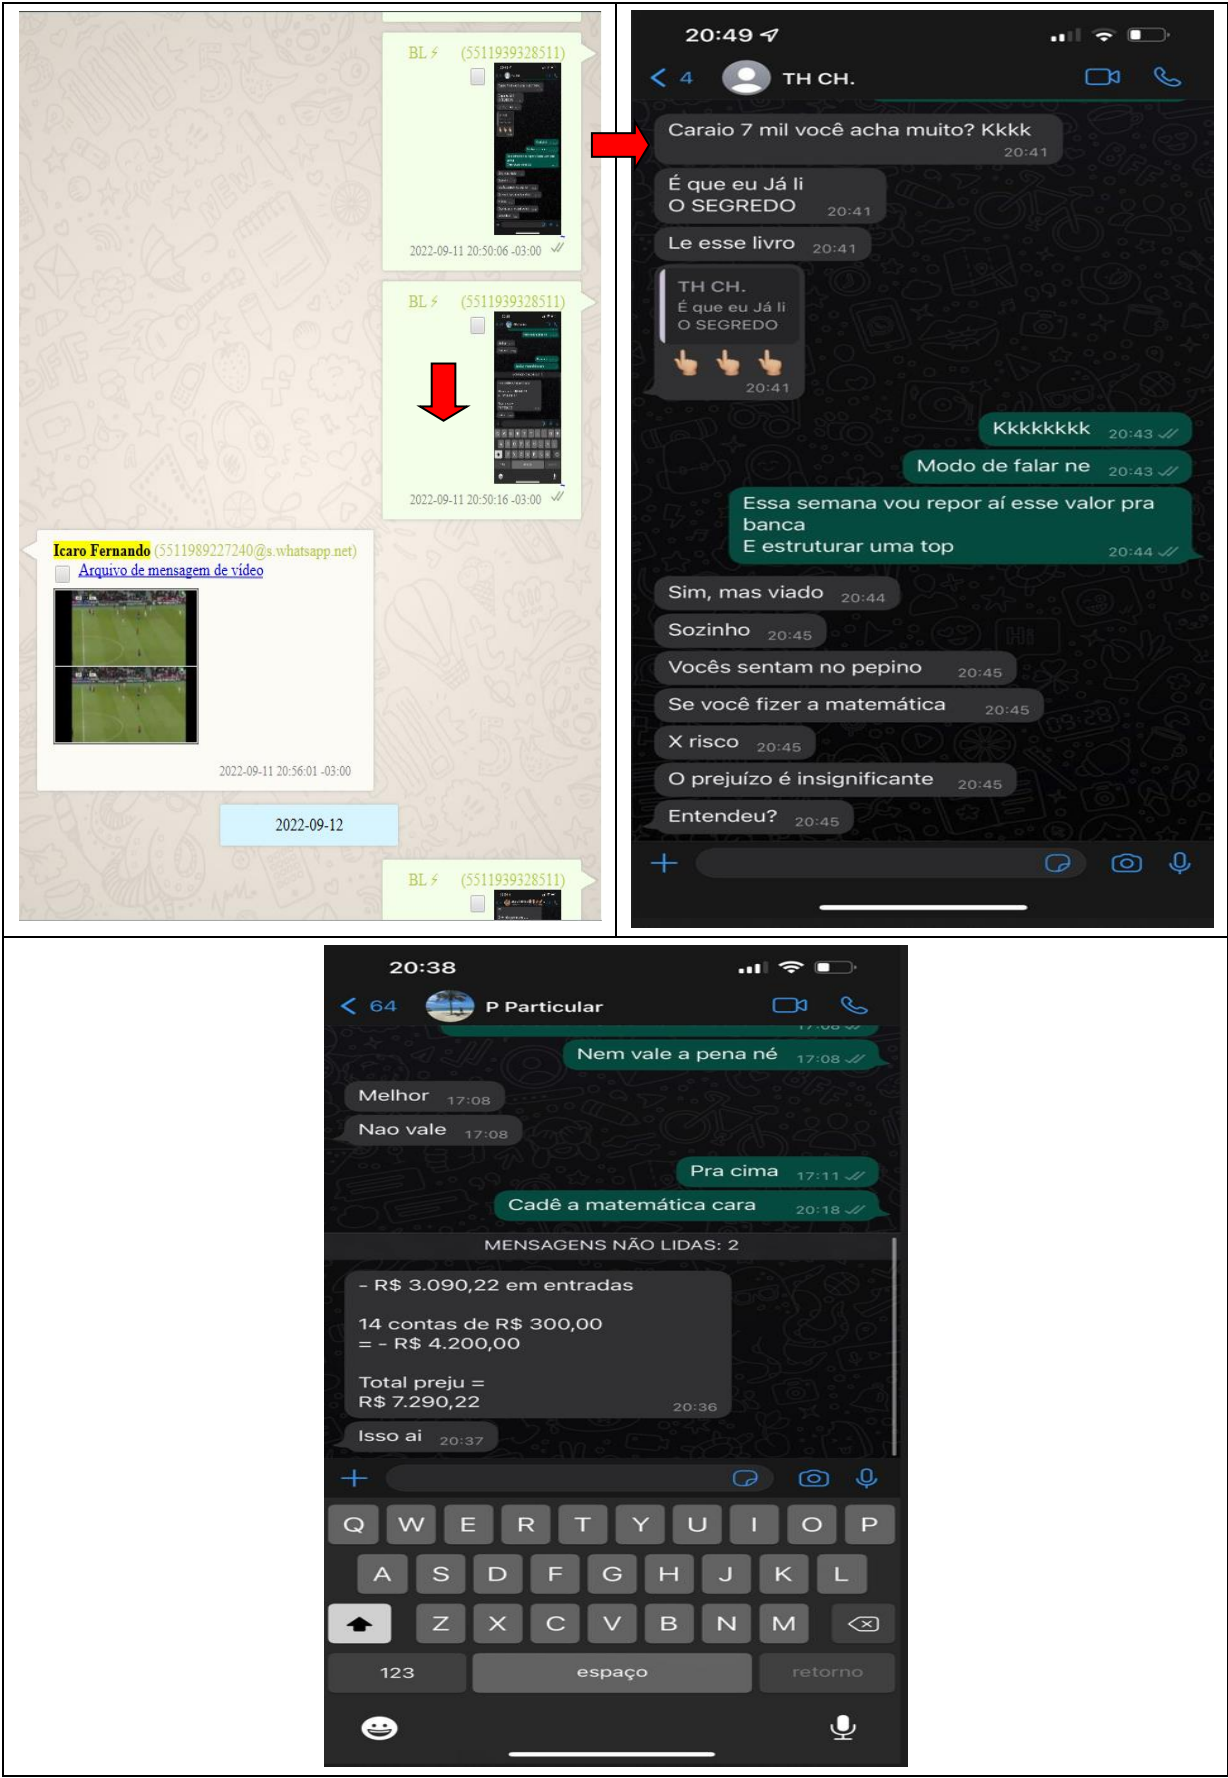 BL⚡ (5511939328511)
2022-09-11 20:50:06 -03:00
BL⚡ (5511939328511)
2022-09-11 20:50:16 -03:00
Icaro Fernando (5511989227240@s.whatsapp.net)
Arquivo de mensagem de vídeo
2022-09-11 20:56:01 -03:00
2022-09-12
BL⚡ (5511939328511)
20:49
4 TH CH.
Caraio 7 mil você acha muito? Kkkk
20:41
É que eu Já li
O SEGREDO 20:41
Le esse livro 20:41
TH CH.
É que eu Já li
O SEGREDO
👆🏼 👆🏼 👆🏼
20:41
Kkkkkkkk 20:43
Modo de falar ne 20:43
Essa semana vou repor aí esse valor pra
banca
E estruturar uma top 20:44
Sim, mas viado 20:44
Sozinho 20:45
Vocês sentam no pepino 20:45
Se você fizer a matemática 20:45
X risco 20:45
O prejuízo é insignificante 20:45
Entendeu? 20:45
20:38
64 P Particular
17:08
Nem vale a pena né 17:08
Melhor 17:08
Nao vale 17:08
Pra cima 17:11
Cadê a matemática cara 20:18
MENSAGENS NÃO LIDAS: 2
- R$ 3.090,22 em entradas
14 contas de R$ 300,00
= - R$ 4.200,00
Total preju =
R$ 7.290,22 20:36
Isso ai 20:37
Q W E R T Y U I O P
A S D F G H J K L
Z X C V B N M
123 espaço retorno